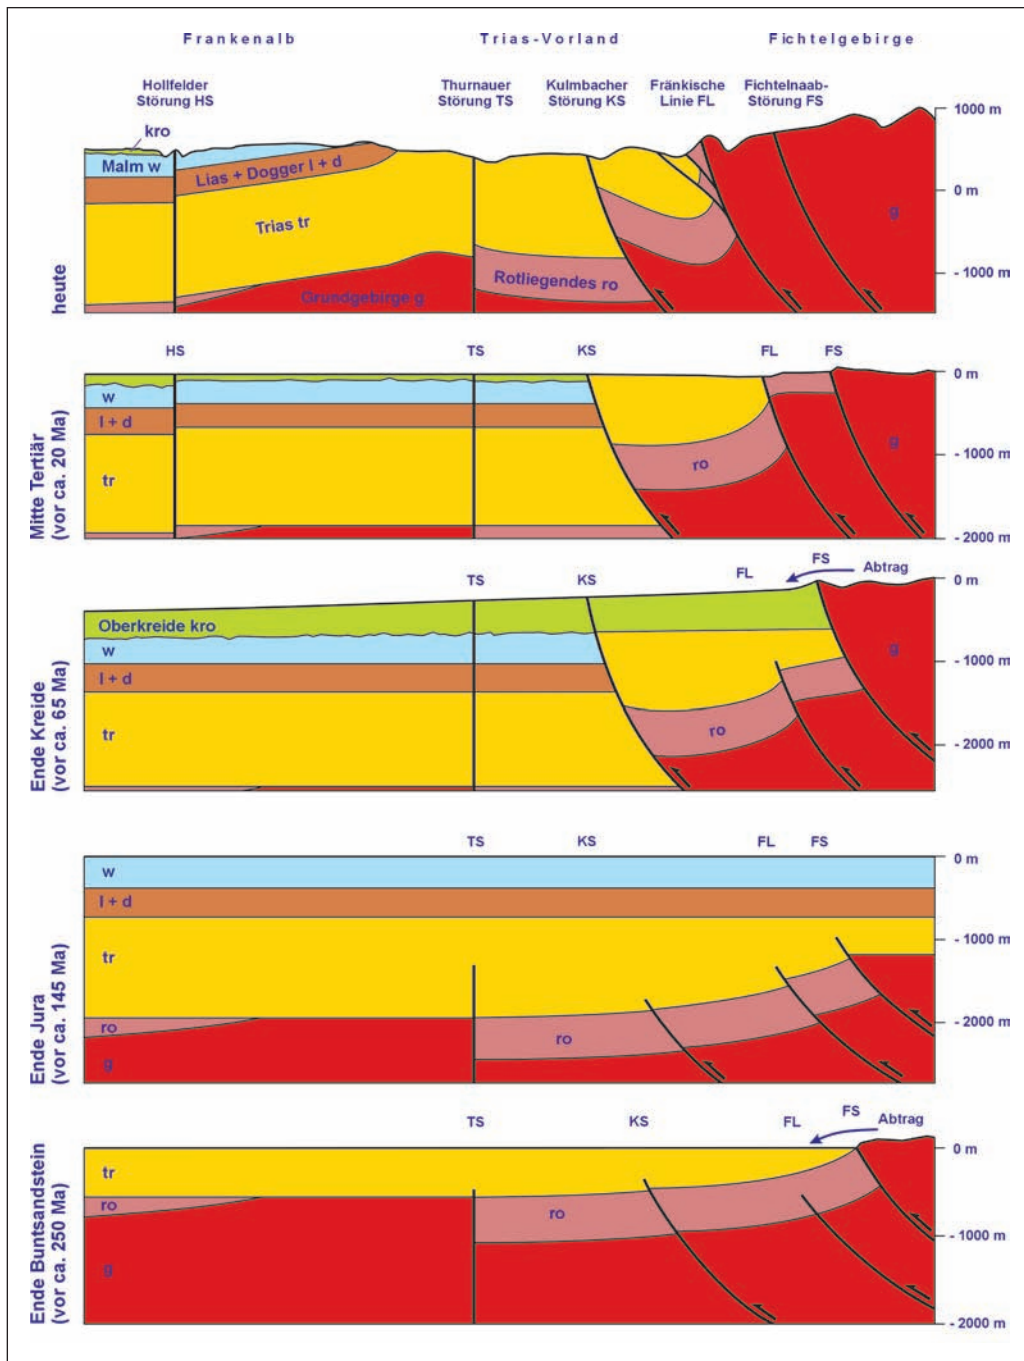 Frankenalb Trias-Vorland Fichtelgebirge
Hollfelder
Störung HS
Thurnauer
Störung TS
Kulmbacher
Störung KS
Fränkische
Linie FL
Fichtelnaab-
Störung FS
kro
Malm w
Lias + Dogger l + d
Trias tr
Rotliegendes ro
Grundgebirge g
g
1000 m
0 m
- 1000 m
heute
HS TS KS FL FS
w
l + d
tr
ro
g
0 m
- 1000 m
- 2000 m
Mitte Tertiär
(vor ca. 20 Ma)
TS KS FL FS Abtrag
Oberkreide kro
w
l + d
tr
ro
g
0 m
- 1000 m
- 2000 m
Ende Kreide
(vor ca. 65 Ma)
TS KS FL FS
w
l + d
tr
ro
g
ro
0 m
- 1000 m
- 2000 m
Ende Jura
(vor ca. 145 Ma)
TS KS FL FS Abtrag
tr
ro
g
ro
0 m
- 1000 m
- 2000 m
Ende Buntsandstein
(vor ca. 250 Ma)